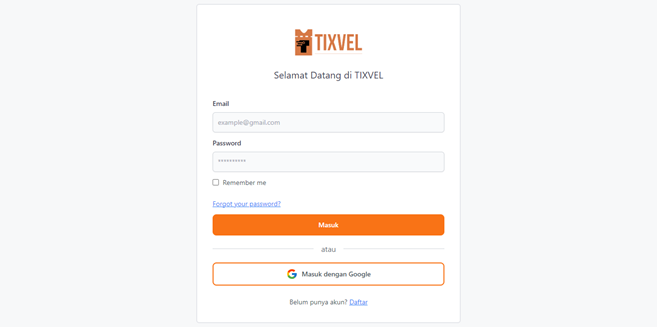 TIXVEL
Selamat Datang di TIXVEL
Email
example@gmail.com
Password
**********
Remember me
Forgot your password?
Masuk
atau
Masuk dengan Google
Belum punya akun? Daftar